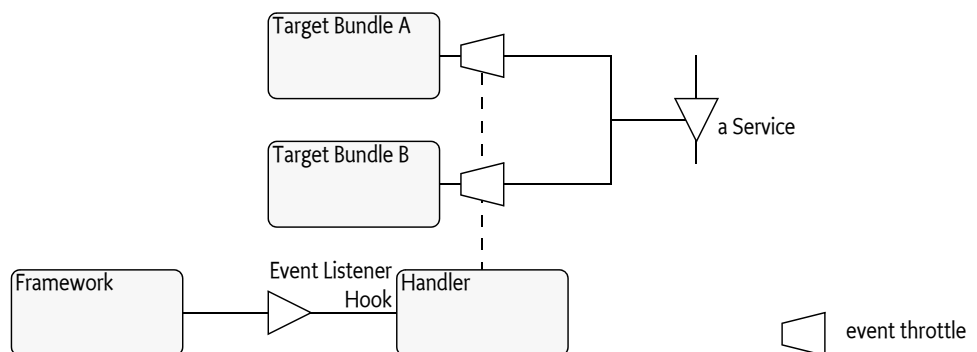 Target Bundle A
a Service
Target Bundle B
Event Listener
Hook
Framework
Handler
event throttle